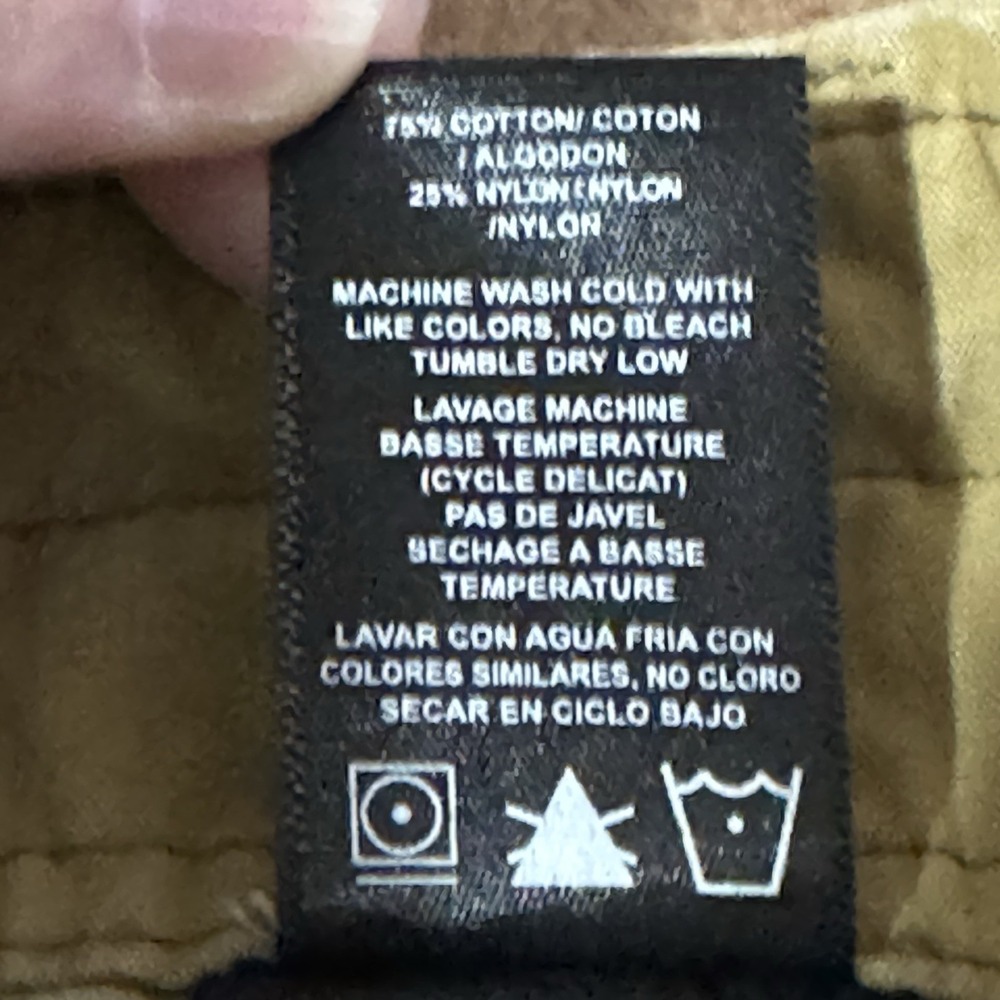 75% COTTON/ COTON
/ ALGODON
25% NYLON/NYLON
/NYLON
MACHINE WASH COLD WITH
LIKE COLORS, NO BLEACH
TUMBLE DRY LOW
LAVAGE MACHINE
BASSE TEMPERATURE
(CYCLE DELICAT)
PAS DE JAVEL
SECHAGE A BASSE
TEMPÉRATURE
LAVAR CON AGUA FRIA CON
COLORES SIMILARES, NO CLORO
SECAR EN CICLO BAJO